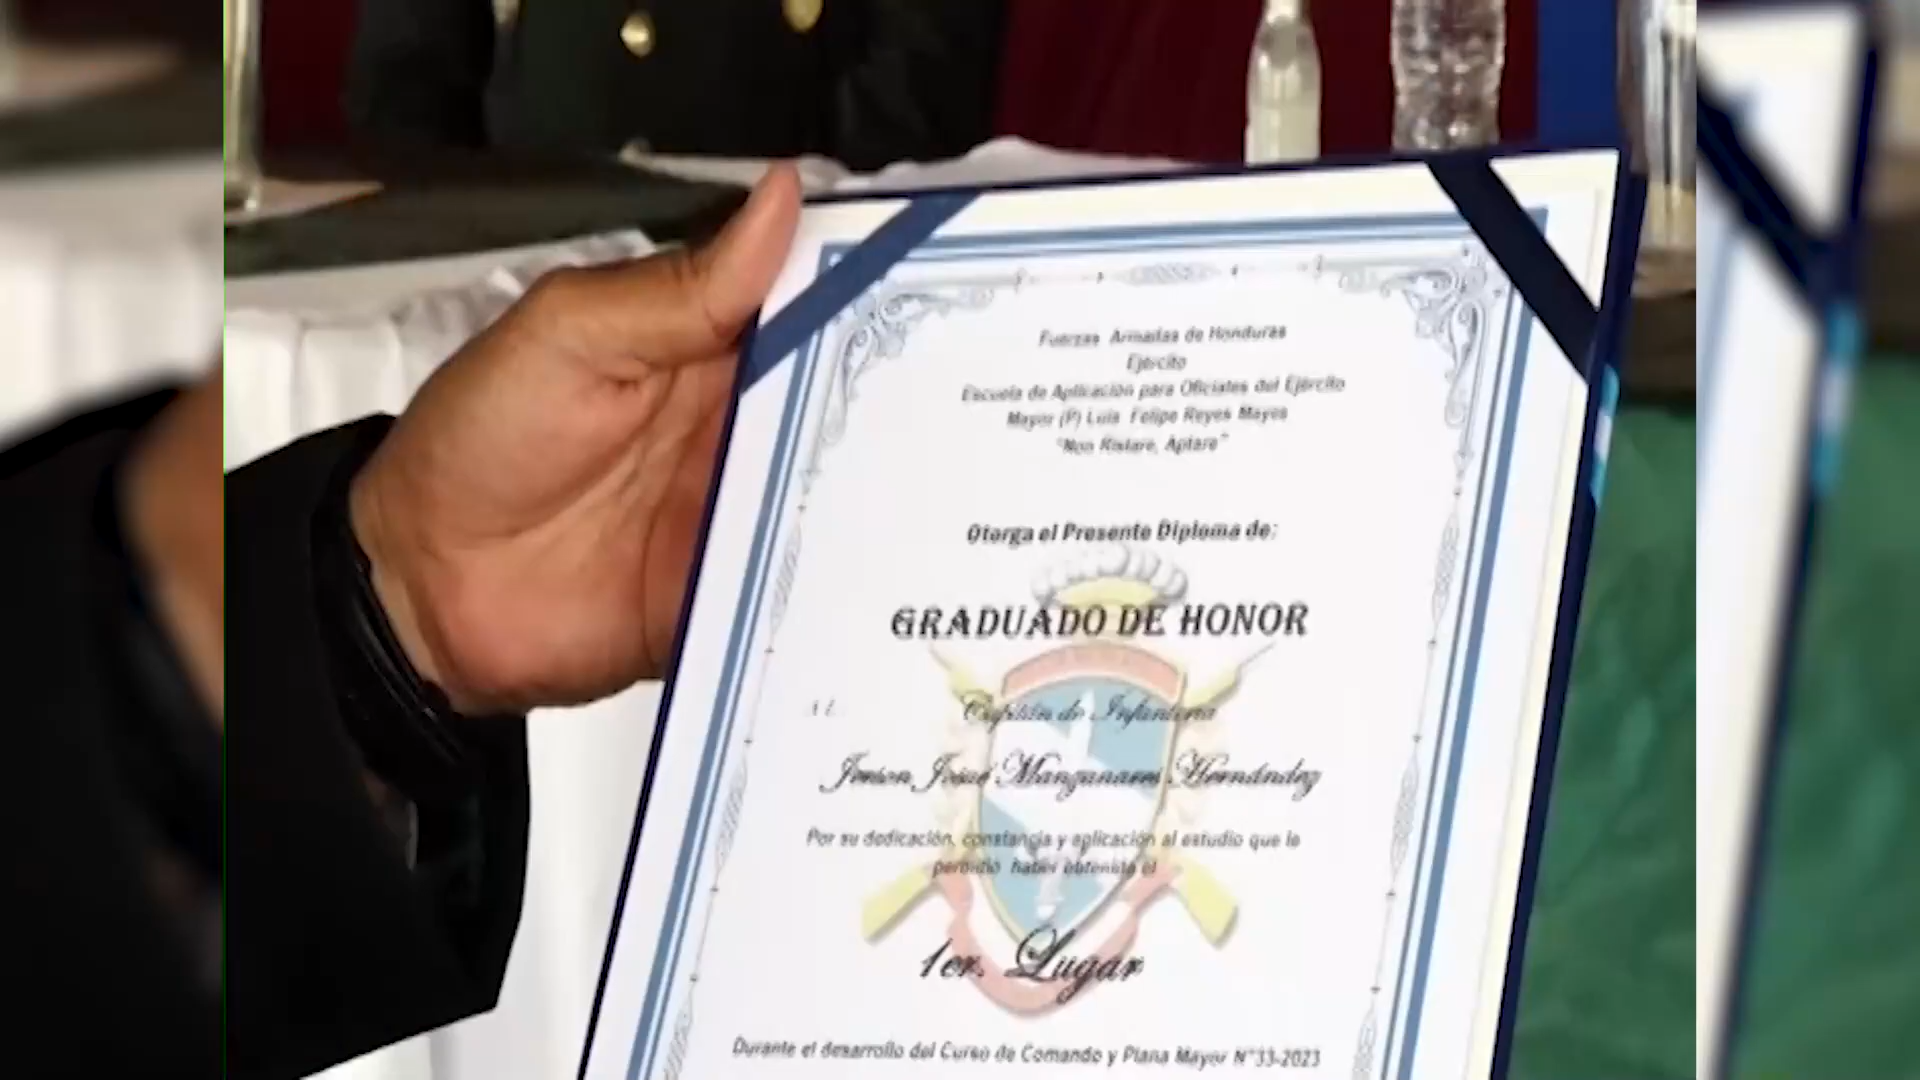 Fuerzas Armadas de Honduras
Ejército
Escuela de Aplicación para Oficiales del Ejército
Mayor (P) Luis Felipe Reyes Mayes
"Non Ristare, Aptare"
Otorga el Presente Diploma de:
GRADUADO DE HONOR
Capitán de Infantería
Josué Manzanares Hernández
Por su dedicación, constancia y aplicación al estudio que le
permitió haber obtenido el
1er. Lugar
Durante el desarrollo del Curso de Comando y Plana Mayor N°33-2023